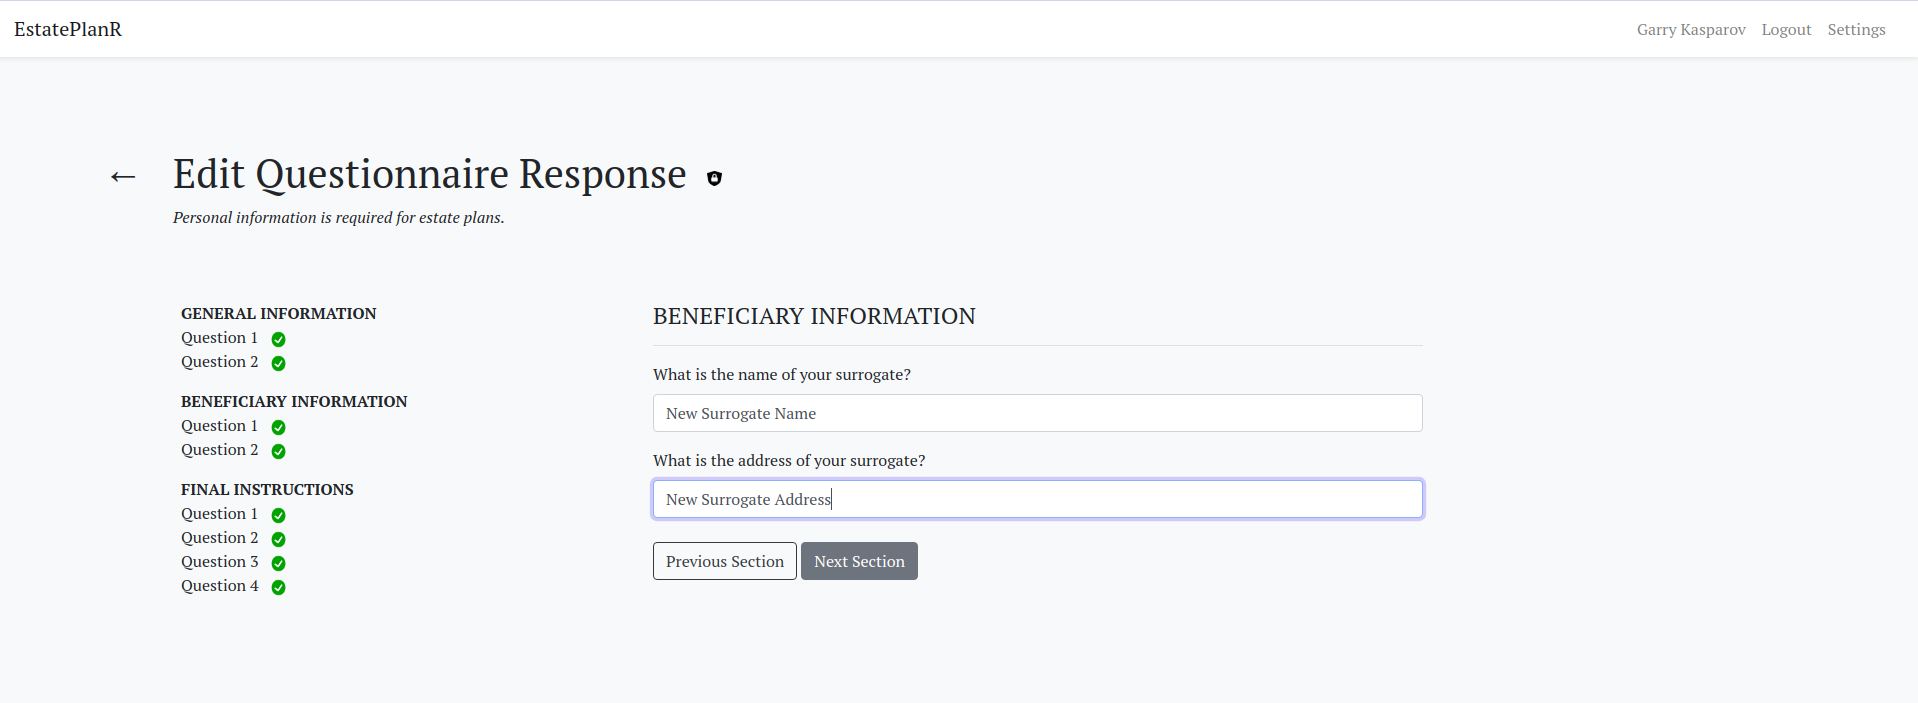 EstatePlanR
Garry Kasparov Logout Settings
← Edit Questionnaire Response
Personal information is required for estate plans.
GENERAL INFORMATION
Question 1
Question 2
BENEFICIARY INFORMATION
Question 1
Question 2
FINAL INSTRUCTIONS
Question 1
Question 2
Question 3
Question 4
BENEFICIARY INFORMATION
What is the name of your surrogate?
New Surrogate Name
What is the address of your surrogate?
New Surrogate Address
Previous Section Next Section